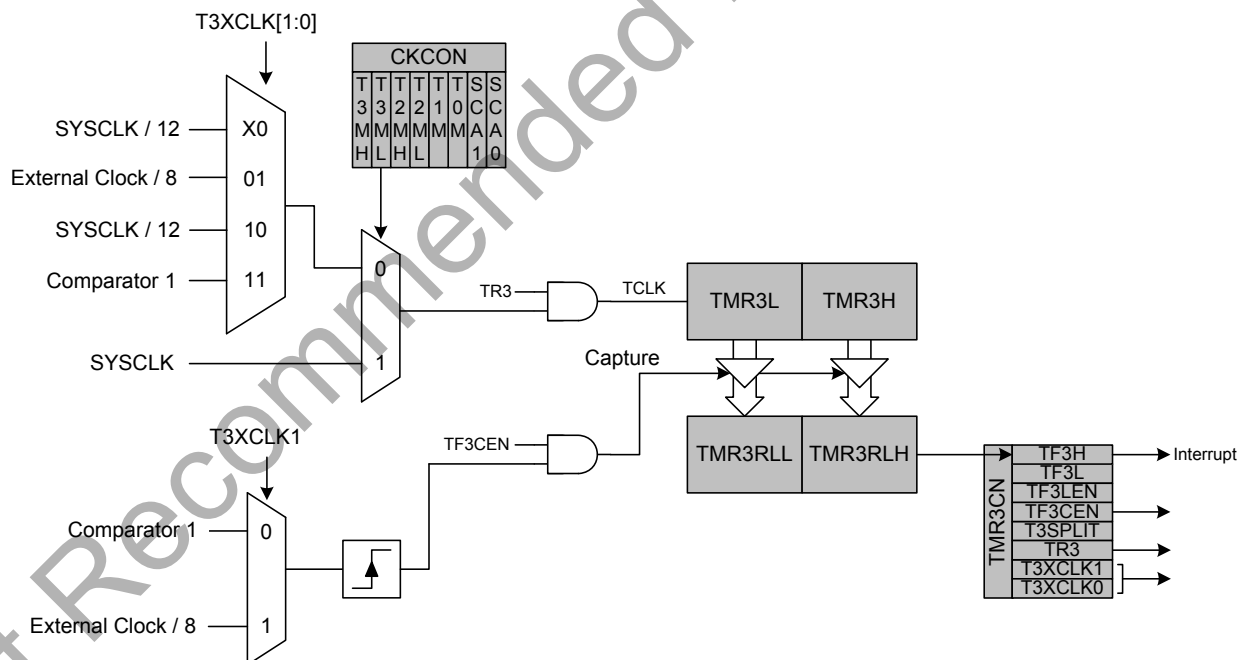 T3XCLK[1:0]
CKCON
T3MH T3ML T2MH T2ML T1M T0M SCA1 SCA0
SYSCLK / 12
X0
External Clock / 8
01
SYSCLK / 12
10
Comparator 1
11
0
SYSCLK
1
TR3
TCLK
TMR3L
TMR3H
Capture
T3XCLK1
TF3CEN
TMR3RLL
TMR3RLH
Comparator 1
0
External Clock / 8
1
TMR3CN
TF3H
TF3L
TF3LEN
TF3CEN
T3SPLIT
TR3
T3XCLK1
T3XCLK0
Interrupt
Recommended